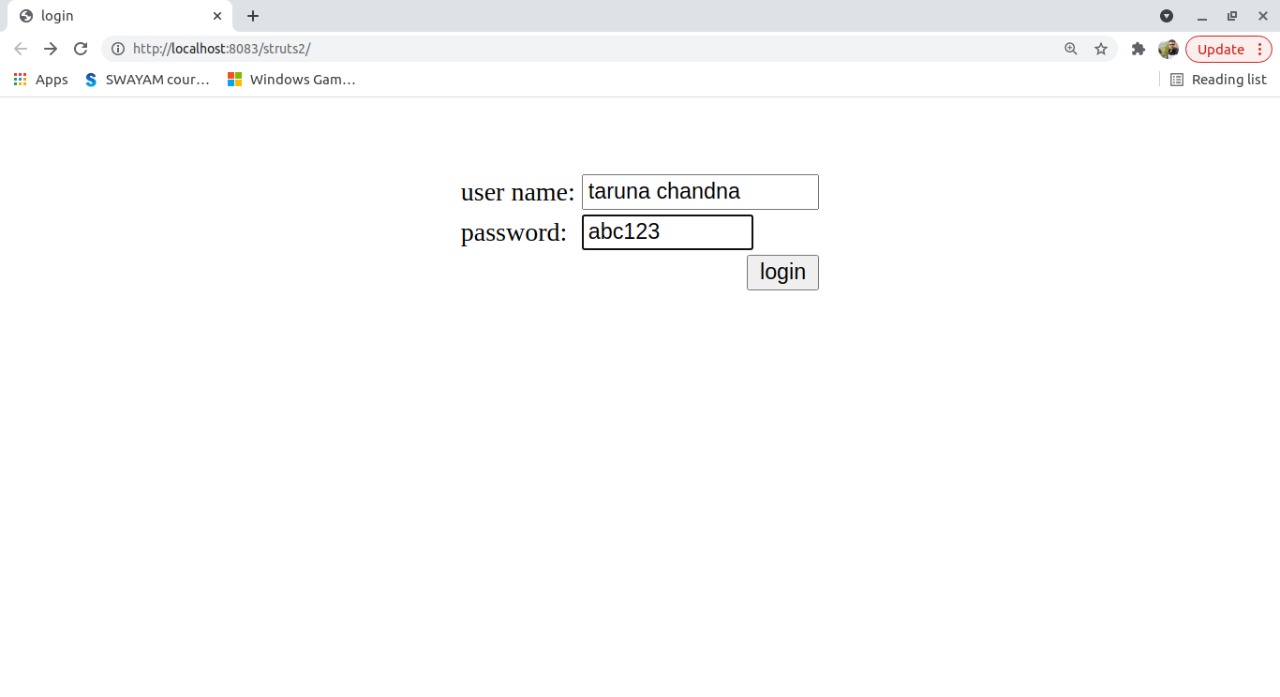 login
http://localhost:8083/struts2/
Update
Apps SWAYAM cour... Windows Gam... Reading list
user name: taruna chandna
password: abc123
login